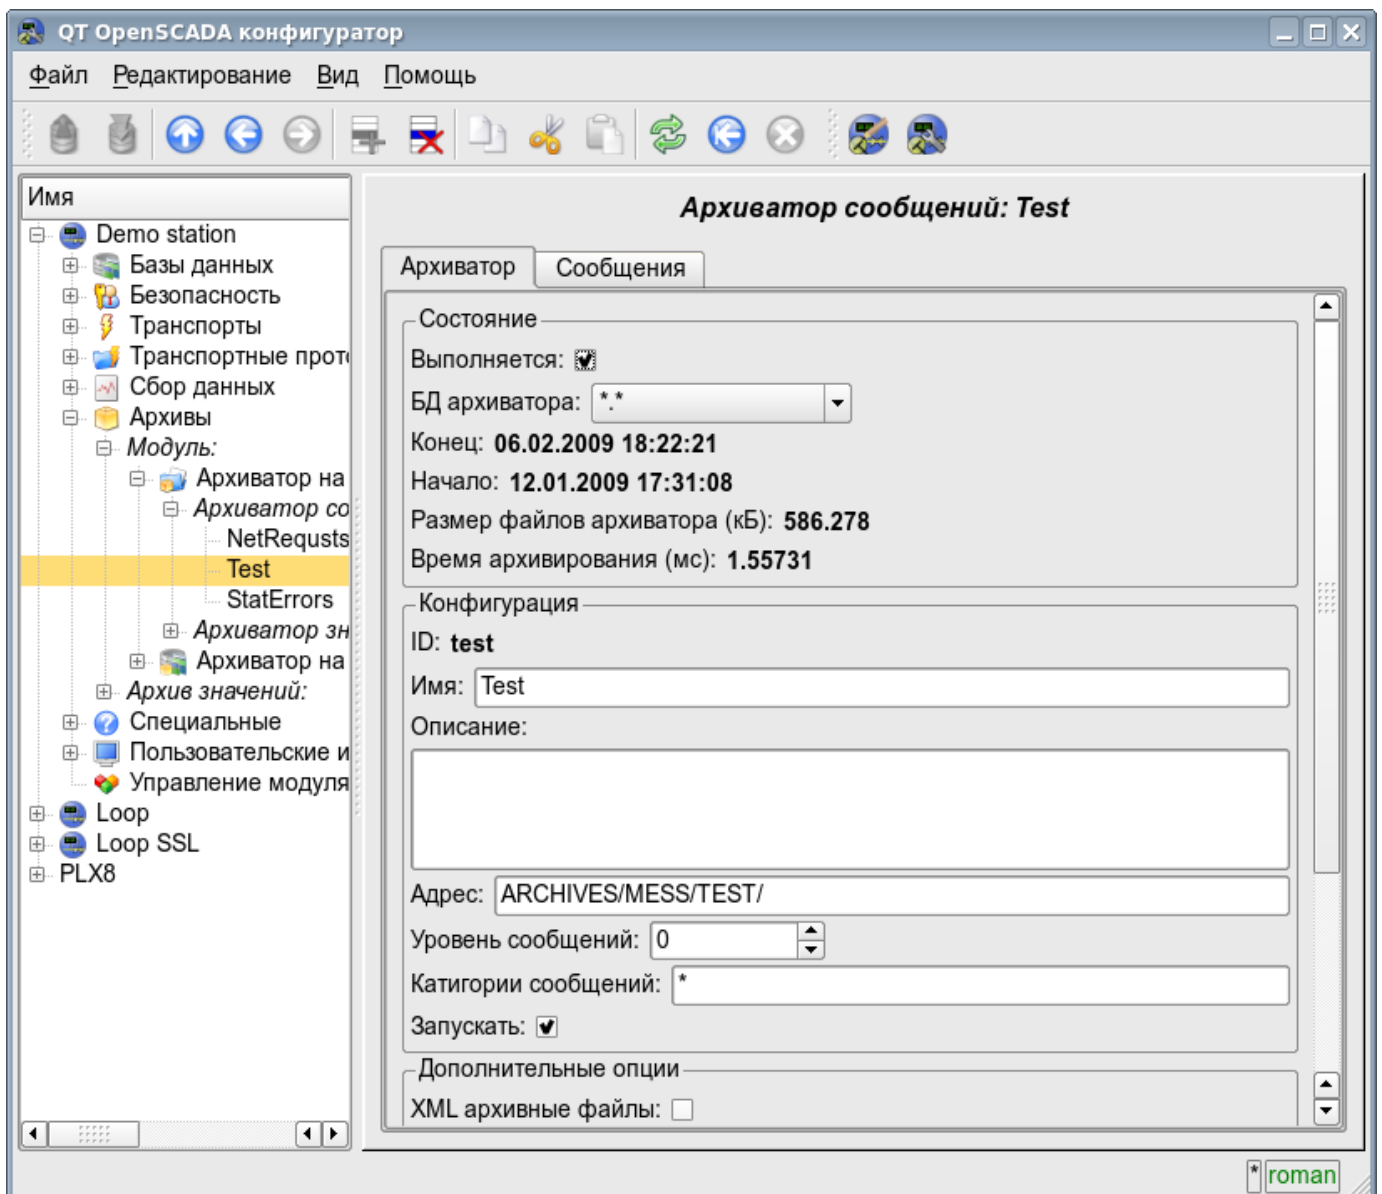 QT OpenSCADA конфигуратор
Файл Редактирование Вид Помощь
Имя
Demo station
Базы данных
Безопасность
Транспорты
Транспортные прот
Сбор данных
Архивы
Модуль:
Архиватор на
Архиватор со
NetRequsts
Test
StatErrors
Архиватор зн
Архиватор на
Архив значений:
Специальные
Пользовательские и
Управление модуля
Loop
Loop SSL
PLX8
Архиватор сообщений: Test
Архиватор Сообщения
Состояние
Выполняется:
БД архиватора: *.*
Конец: 06.02.2009 18:22:21
Начало: 12.01.2009 17:31:08
Размер файлов архиватора (кБ): 586.278
Время архивирования (мс): 1.55731
Конфигурация
ID: test
Имя: Test
Описание:
Адрес: ARCHIVES/MESS/TEST/
Уровень сообщений: 0
Катигории сообщений: *
Запускать:
Дополнительные опции
XML архивные файлы:
* roman